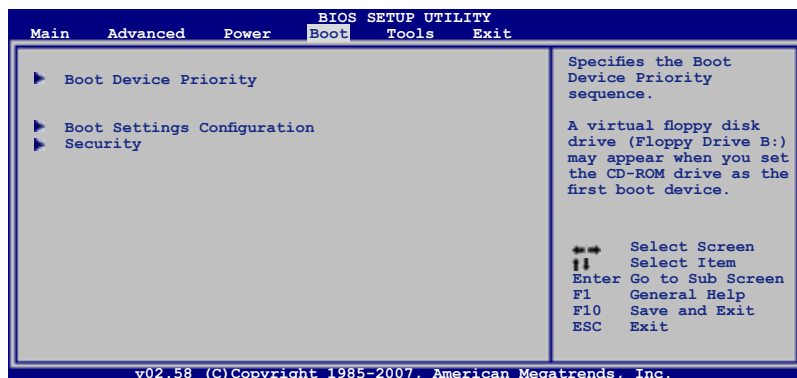 BIOS SETUP UTILITY
Main Advanced Power Boot Tools Exit
Boot Device Priority
Boot Settings Configuration
Security
Specifies the Boot
Device Priority
sequence.
A virtual floppy disk
drive (Floppy Drive B:)
may appear when you set
the CD-ROM drive as the
first boot device.
Select Screen
Select Item
Enter Go to Sub Screen
F1 General Help
F10 Save and Exit
ESC Exit
v02.58 (C)Copyright 1985-2007, American Megatrends, Inc.